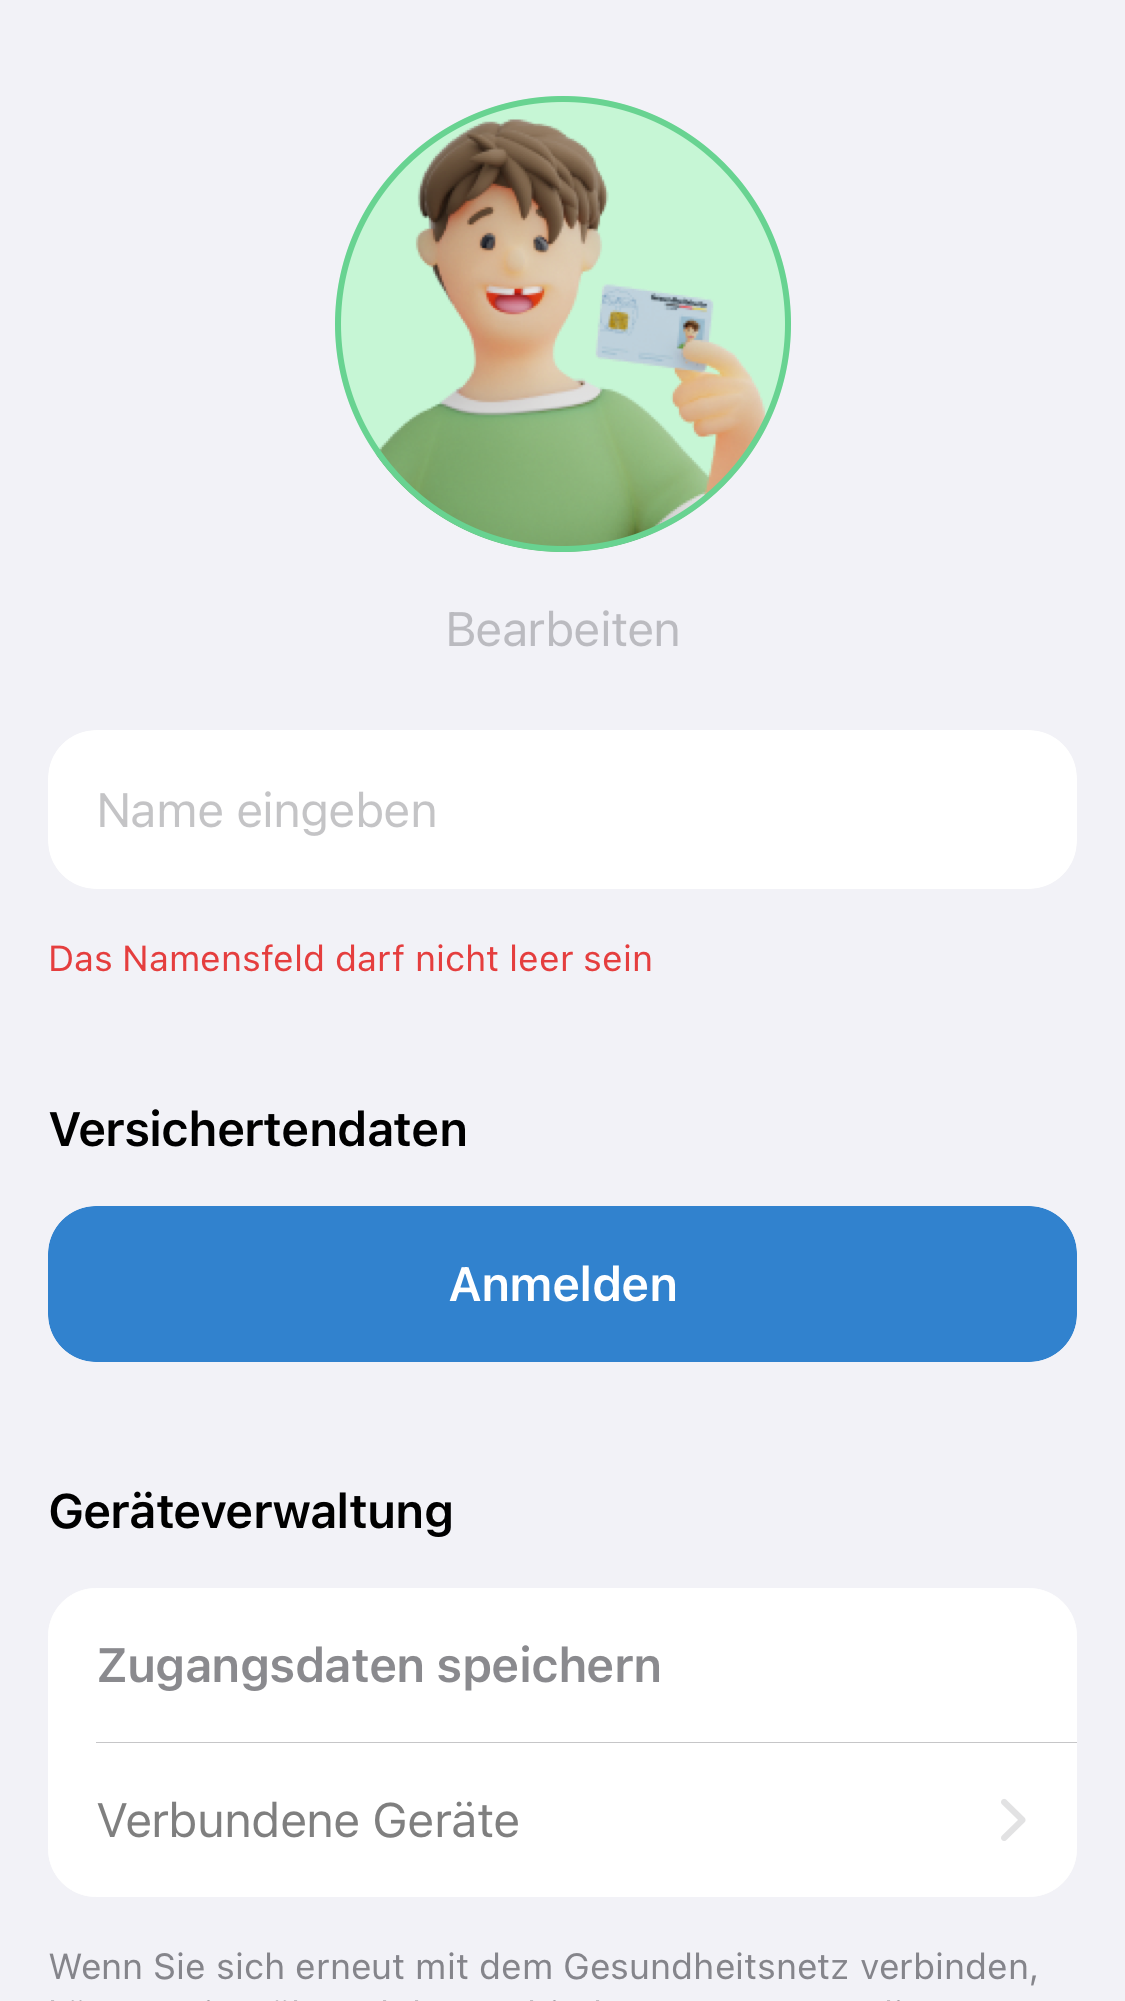 Bearbeiten
Name eingeben
Das Namensfeld darf nicht leer sein
Versichertendaten
Anmelden
Geräteverwaltung
Zugangsdaten speichern
Verbundene Geräte
Wenn Sie sich erneut mit dem Gesundheitsnetz verbinden,